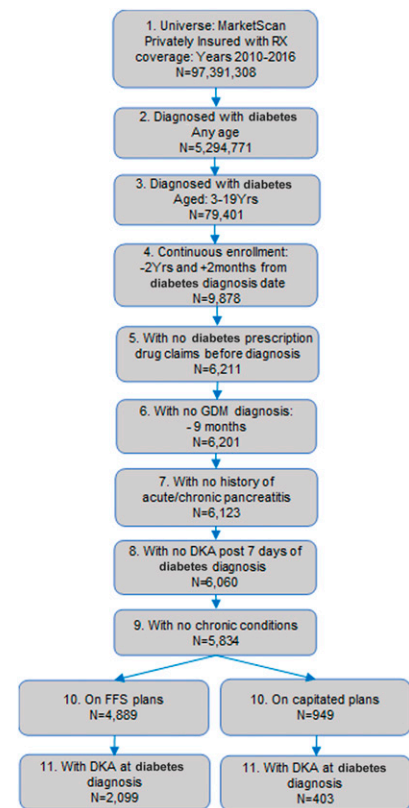 1. Universe: MarketScan
Privately Insured with RX
coverage: Years 2010-2016
N=97,391,308
2. Diagnosed with diabetes
Any age
N=5,294,771
3. Diagnosed with diabetes
Aged: 3-19Yrs
N=79,401
4. Continuous enrollment:
-2Yrs and +2months from
diabetes diagnosis date
N=9,878
5. With no diabetes prescription
drug claims before diagnosis
N=6,211
6. With no GDM diagnosis:
- 9 months
N=6,201
7. With no history of
acute/chronic pancreatitis
N=6,123
8. With no DKA post 7 days of
diabetes diagnosis
N=6,060
9. With no chronic conditions
N=5,834
10. On FFS plans
N=4,889
10. On capitated plans
N=949
11. With DKA at diabetes
diagnosis
N=2,099
11. With DKA at diabetes
diagnosis
N=403